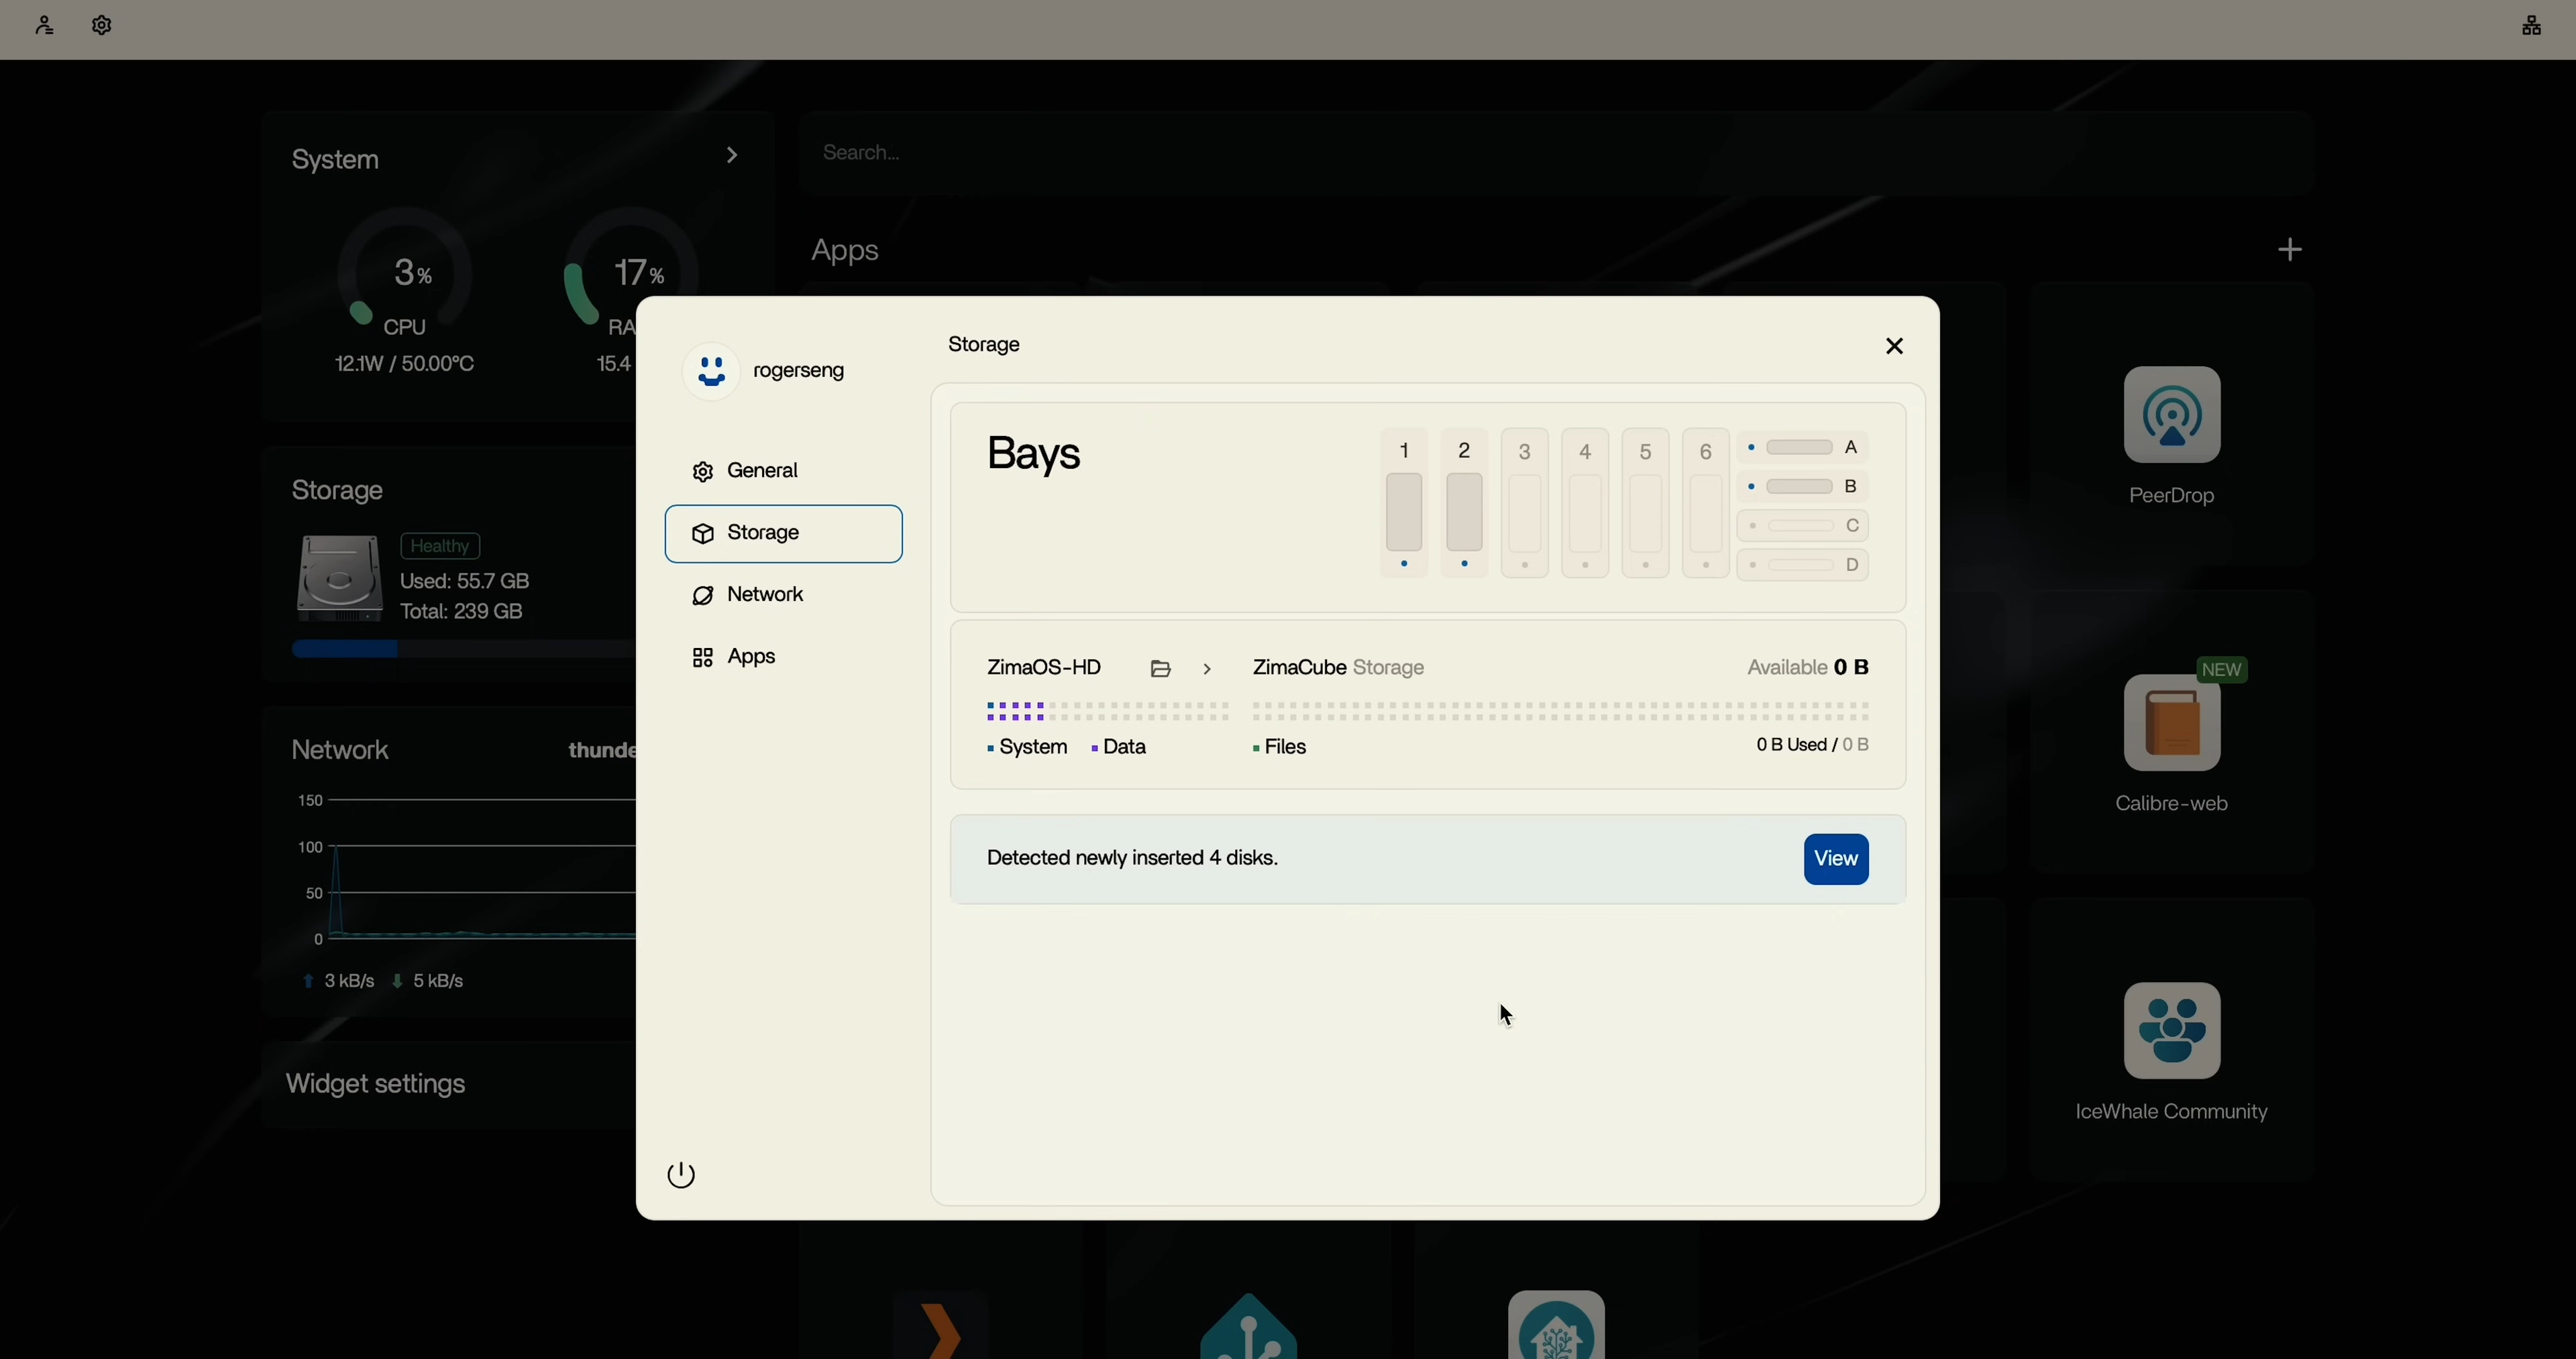 System
Search...
3%
CPU
12.1W / 50.00°C
17%
RA
15.4
Apps
Storage
Healthy
Used: 55.7 GB
Total: 239 GB
Network
thunde
150
100
50
0
3 kB/s
5 kB/s
Widget settings
rogerseng
General
Storage
Network
Apps
Storage
Bays
1
2
3
4
5
6
A
B
C
D
ZimaOS-HD
ZimaCube Storage
Available 0 B
System
Data
Files
0 B Used / 0 B
Detected newly inserted 4 disks.
View
PeerDrop
NEW
Calibre-web
IceWhale Community